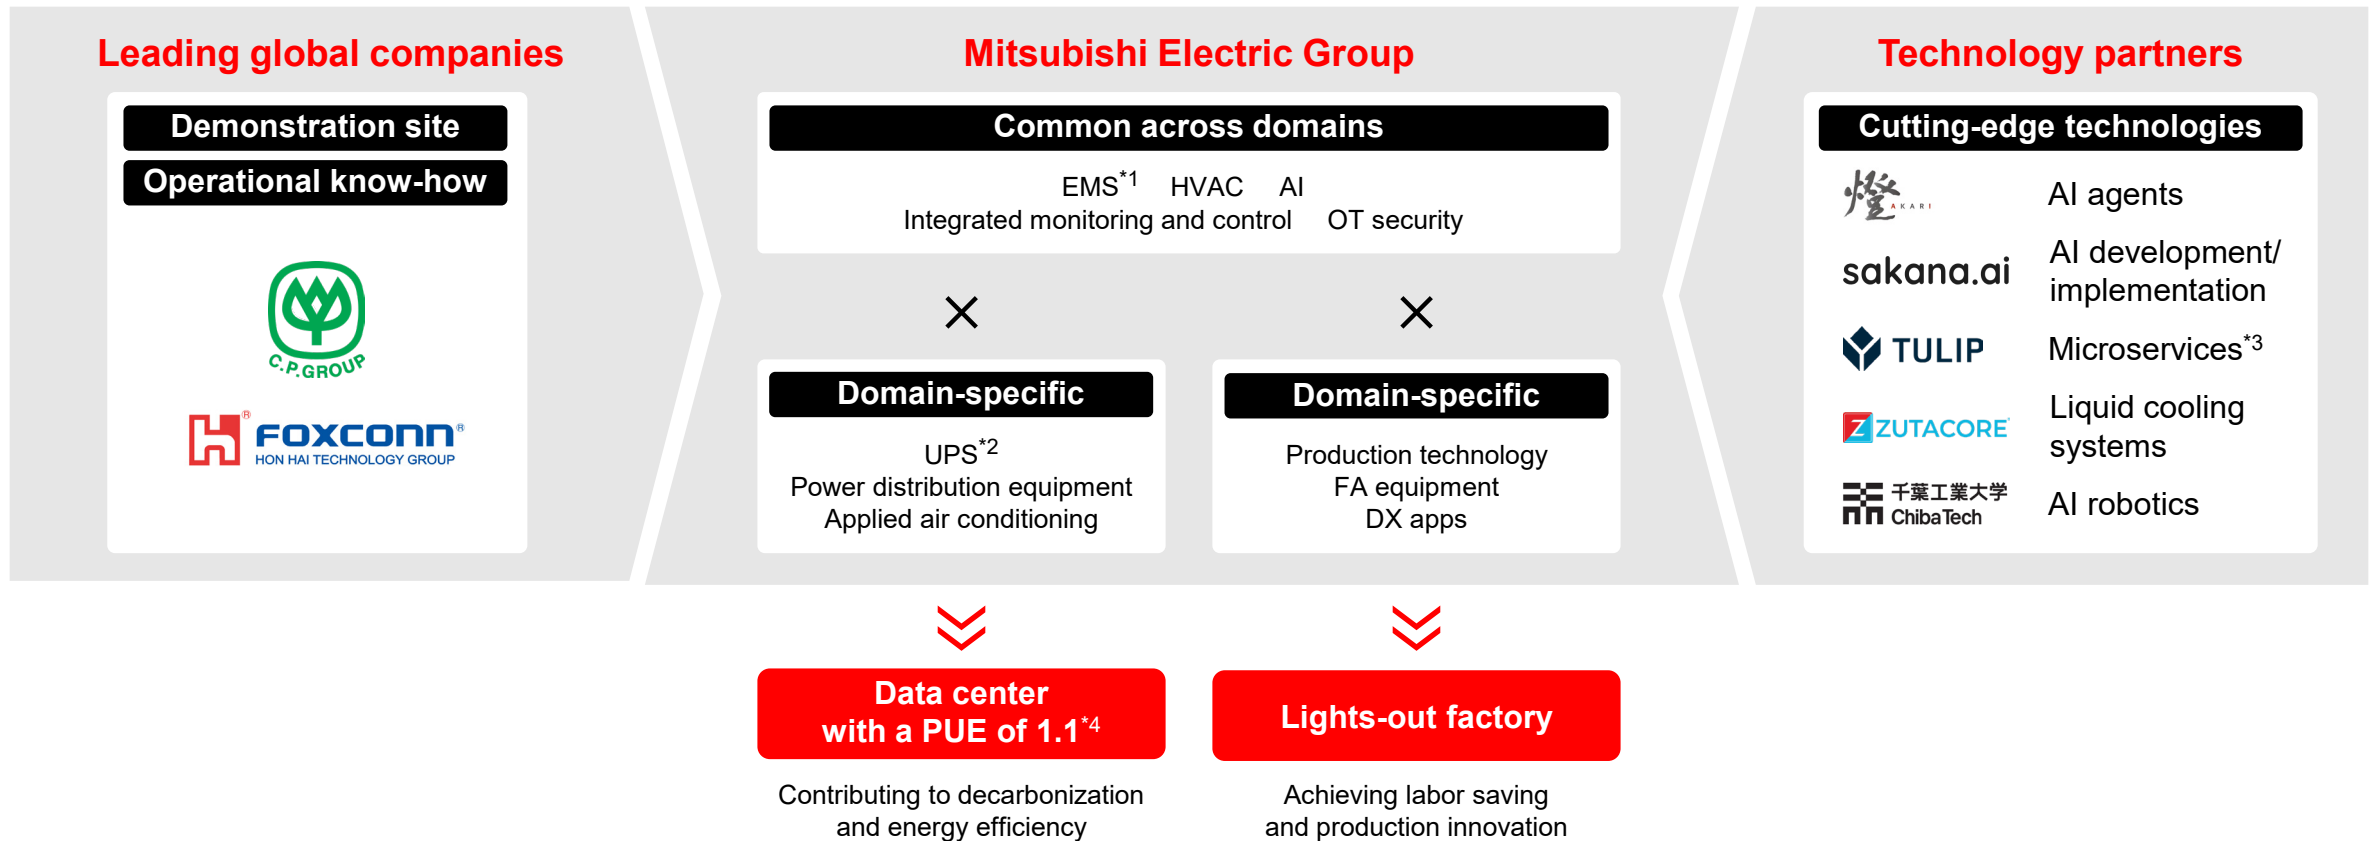 Leading global companies
Demonstration site
Operational know-how
C.P.GROUP
FOXCONN®
HON HAI TECHNOLOGY GROUP
Mitsubishi Electric Group
Common across domains
EMS*1 HVAC AI
Integrated monitoring and control OT security
×
×
Domain-specific
UPS*2
Power distribution equipment
Applied air conditioning
Domain-specific
Production technology
FA equipment
DX apps
Data center
with a PUE of 1.1*4
Contributing to decarbonization
and energy efficiency
Lights-out factory
Achieving labor saving
and production innovation
Technology partners
Cutting-edge technologies
燈 AKARI
AI agents
sakana.ai
AI development/
implementation
TULIP
Microservices*3
Z ZUTACORE
Liquid cooling
systems
千葉工業大学
ChibaTech
AI robotics